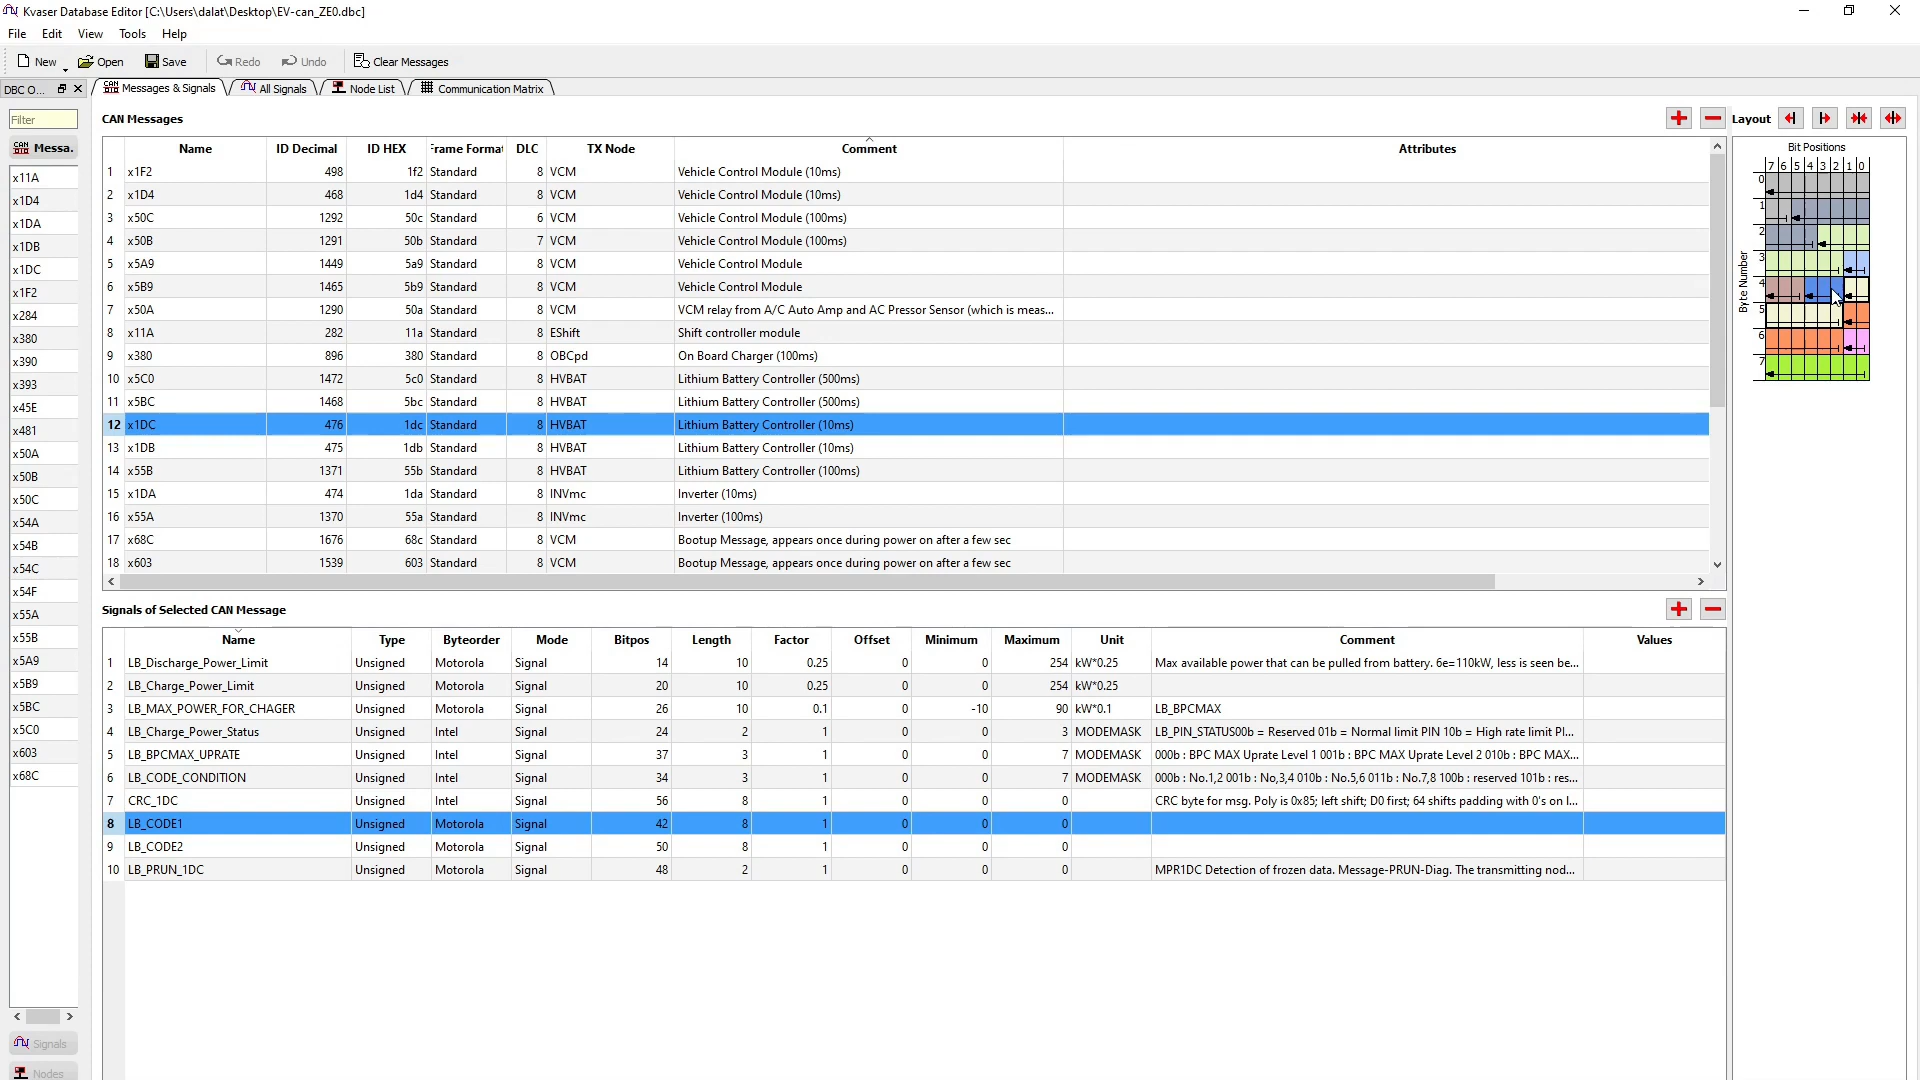 Kvaser Database Editor [C:\Users\dalat\Desktop\EV-can_ZE0.dbc]
File Edit View Tools Help
New Open Save Redo Undo Clear Messages
DBC O... Messages & Signals All Signals Node List Communication Matrix
Filter
Messa.
x11A
x1D4
x1DA
x1DB
x1DC
x1F2
x284
x380
x390
x393
x45E
x481
x50A
x50B
x50C
x54A
x54B
x54C
x54F
x55A
x55B
x5A9
x5B9
x5BC
x5C0
x603
x68C
Signals
Nodes
CAN Messages
Name ID Decimal ID HEX Frame Format DLC TX Node Comment Attributes
1 x1F2 498 1f2 Standard 8 VCM Vehicle Control Module (10ms)
2 x1D4 468 1d4 Standard 8 VCM Vehicle Control Module (10ms)
3 x50C 1292 50c Standard 6 VCM Vehicle Control Module (100ms)
4 x50B 1291 50b Standard 7 VCM Vehicle Control Module (100ms)
5 x5A9 1449 5a9 Standard 8 VCM Vehicle Control Module
6 x5B9 1465 5b9 Standard 8 VCM Vehicle Control Module
7 x50A 1290 50a Standard 8 VCM VCM relay from A/C Auto Amp and AC Pressor Sensor (which is meas...
8 x11A 282 11a Standard 8 EShift Shift controller module
9 x380 896 380 Standard 8 OBCpd On Board Charger (100ms)
10 x5C0 1472 5c0 Standard 8 HVBAT Lithium Battery Controller (500ms)
11 x5BC 1468 5bc Standard 8 HVBAT Lithium Battery Controller (500ms)
12 x1DC 476 1dc Standard 8 HVBAT Lithium Battery Controller (10ms)
13 x1DB 475 1db Standard 8 HVBAT Lithium Battery Controller (10ms)
14 x55B 1371 55b Standard 8 HVBAT Lithium Battery Controller (100ms)
15 x1DA 474 1da Standard 8 INVmc Inverter (10ms)
16 x55A 1370 55a Standard 8 INVmc Inverter (100ms)
17 x68C 1676 68c Standard 8 VCM Bootup Message, appears once during power on after a few sec
18 x603 1539 603 Standard 8 VCM Bootup Message, appears once during power on after a few sec
Signals of Selected CAN Message
Name Type Byteorder Mode Bitpos Length Factor Offset Minimum Maximum Unit Comment Values
1 LB_Discharge_Power_Limit Unsigned Motorola Signal 14 10 0.25 0 0 254 kW*0.25 Max available power that can be pulled from battery. 6e=110kW, less is seen be...
2 LB_Charge_Power_Limit Unsigned Motorola Signal 20 10 0.25 0 0 254 kW*0.25
3 LB_MAX_POWER_FOR_CHAGER Unsigned Motorola Signal 26 10 0.1 0 -10 90 kW*0.1 LB_BPCMAX
4 LB_Charge_Power_Status Unsigned Intel Signal 24 2 1 0 0 3 MODEMASK LB_PIN_STATUS00b = Reserved 01b = Normal limit PIN 10b = High rate limit PI...
5 LB_BPCMAX_UPRATE Unsigned Intel Signal 37 3 1 0 0 7 MODEMASK 000b : BPC MAX Uprate Level 1 001b : BPC MAX Uprate Level 2 010b : BPC MAX...
6 LB_CODE_CONDITION Unsigned Intel Signal 34 3 1 0 0 7 MODEMASK 000b : No.1,2 001b : No,3,4 010b : No.5,6 011b : No.7,8 100b : reserved 101b : res...
7 CRC_1DC Unsigned Intel Signal 56 8 1 0 0 0 CRC byte for msg. Poly is 0x85; left shift; D0 first; 64 shifts padding with 0's on l...
8 LB_CODE1 Unsigned Motorola Signal 42 8 1 0 0 0
9 LB_CODE2 Unsigned Motorola Signal 50 8 1 0 0 0
10 LB_PRUN_1DC Unsigned Motorola Signal 48 2 1 0 0 0 MPR1DC Detection of frozen data. Message-PRUN-Diag. The transmitting nod...
Layout
Bit Positions
7 6 5 4 3 2 1 0
Byte Number
0
1
2
3
4
5
6
7